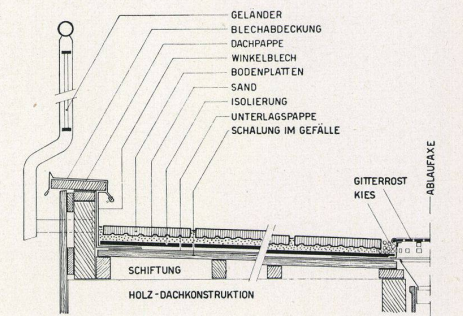 GELÄNDER
BLECHABDECKUNG
DACHPAPPE
WINKELBLECH
BODENPLATTEN
SAND
ISOLIERUNG
UNTERLAGSPAPPE
SCHALUNG IM GEFÄLLE
ABLAUFAXE
GITTERROST
KIES
SCHIFTUNG
HOLZ-DACHKONSTRUKTION